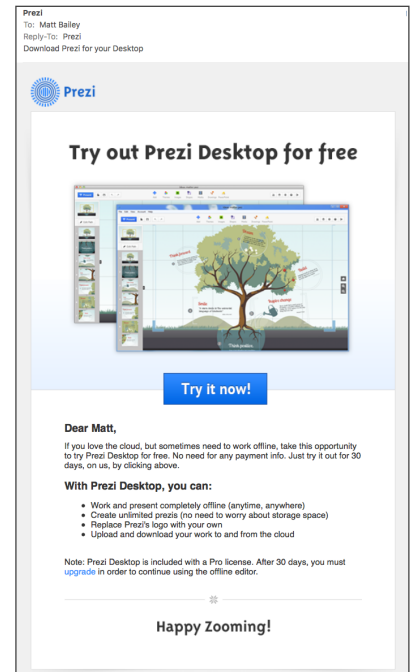 Prezi
To: Matt Bailey
Reply-To: Prezi
Download Prezi for your Desktop
Prezi
Try out Prezi Desktop for free
Try it now!
Dear Matt,
If you love the cloud, but sometimes need to work offline, take this opportunity
to try Prezi Desktop for free. No need for any payment info. Just try it out for 30
days, on us, by clicking above.
With Prezi Desktop, you can:
• Work and present completely offline (anytime, anywhere)
• Create unlimited prezis (no need to worry about storage space)
• Replace Prezi's logo with your own
• Upload and download your work to and from the cloud
Note: Prezi Desktop is included with a Pro license. After 30 days, you must
upgrade in order to continue using the offline editor.
Happy Zooming!